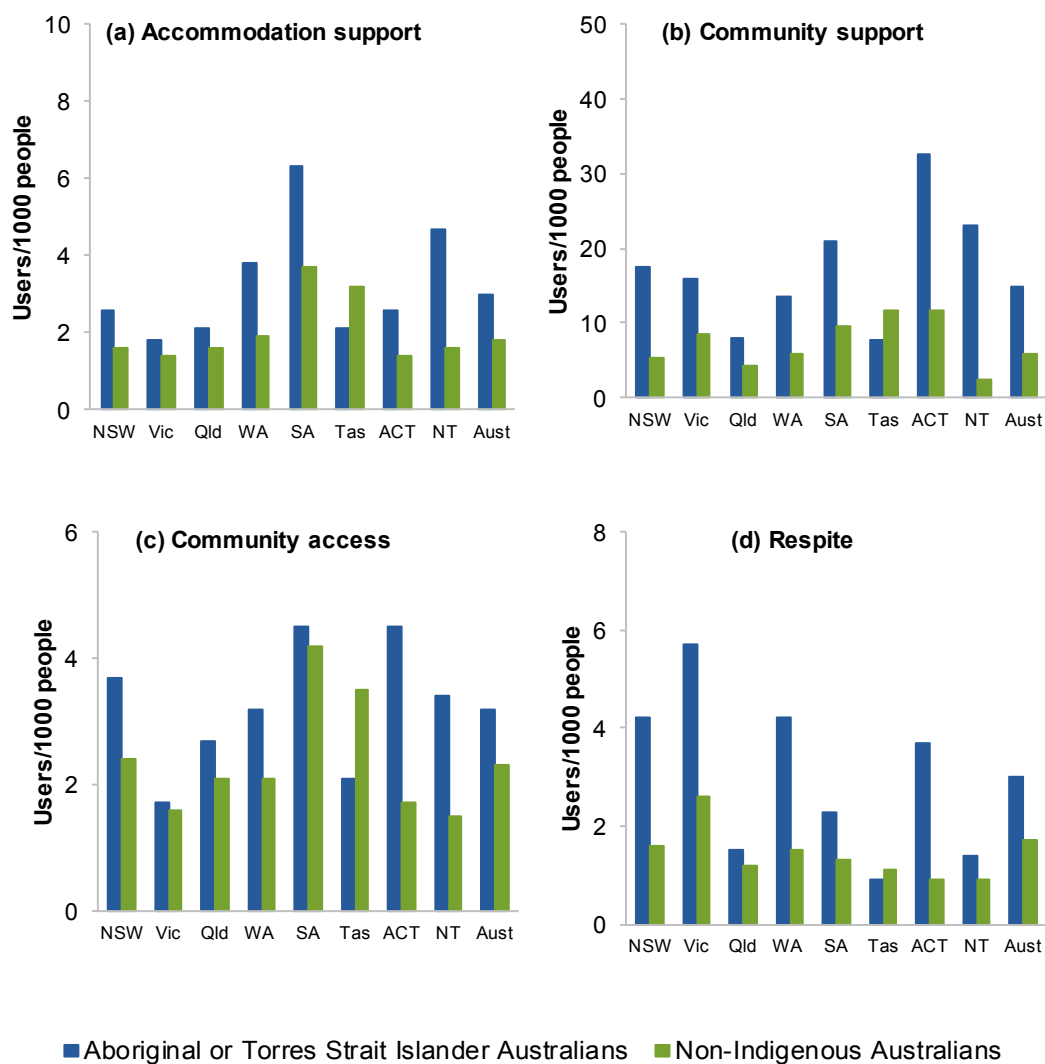 (a) Accommodation support
Users/1000 people
10
8
6
4
2
0
NSW Vic Qld WA SA Tas ACT NT Aust
(b) Community support
Users/1000 people
50
40
30
20
10
0
NSW Vic Qld WA SA Tas ACT NT Aust
(c) Community access
Users/1000 people
6
4
2
0
NSW Vic Qld WA SA Tas ACT NT Aust
(d) Respite
Users/1000 people
8
6
4
2
0
NSW Vic Qld WA SA Tas ACT NT Aust
Aboriginal or Torres Strait Islander Australians Non-Indigenous Australians